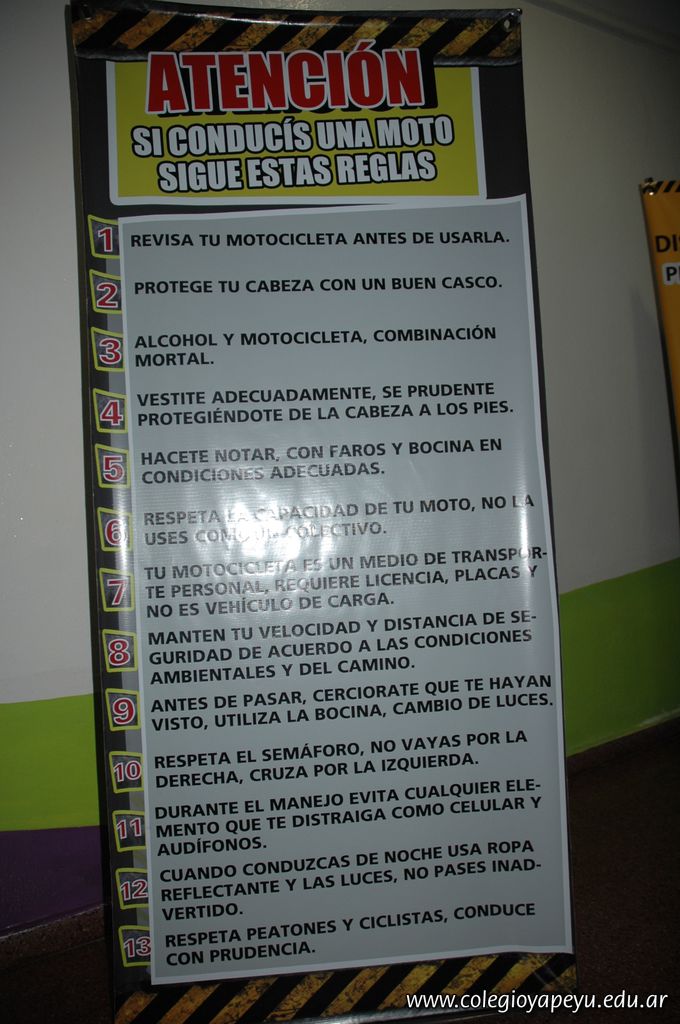 ATENCIÓN
SI CONDUCÍS UNA MOTO
SIGUE ESTAS REGLAS
1 REVISA TU MOTOCICLETA ANTES DE USARLA.
2 PROTEGE TU CABEZA CON UN BUEN CASCO.
3 ALCOHOL Y MOTOCICLETA, COMBINACIÓN
MORTAL.
4 VESTITE ADECUADAMENTE, SE PRUDENTE
PROTEGIÉNDOTE DE LA CABEZA A LOS PIES.
5 HACETE NOTAR, CON FAROS Y BOCINA EN
CONDICIONES ADECUADAS.
6 RESPETA LA CAPACIDAD DE TU MOTO, NO LA
USES COMO UN COLECTIVO.
7 TU MOTOCICLETA ES UN MEDIO DE TRANSPOR-
TE PERSONAL, REQUIERE LICENCIA, PLACAS Y
NO ES VEHÍCULO DE CARGA.
8 MANTEN TU VELOCIDAD Y DISTANCIA DE SE-
GURIDAD DE ACUERDO A LAS CONDICIONES
AMBIENTALES Y DEL CAMINO.
9 ANTES DE PASAR, CERCIORATE QUE TE HAYAN
VISTO, UTILIZA LA BOCINA, CAMBIO DE LUCES.
10 RESPETA EL SEMÁFORO, NO VAYAS POR LA
DERECHA, CRUZA POR LA IZQUIERDA.
11 DURANTE EL MANEJO EVITA CUALQUIER ELE-
MENTO QUE TE DISTRAIGA COMO CELULAR Y
AUDÍFONOS.
12 CUANDO CONDUZCAS DE NOCHE USA ROPA
REFLECTANTE Y LAS LUCES, NO PASES INAD-
VERTIDO.
13 RESPETA PEATONES Y CICLISTAS, CONDUCE
CON PRUDENCIA.
www.colegioyapeyu.edu.ar